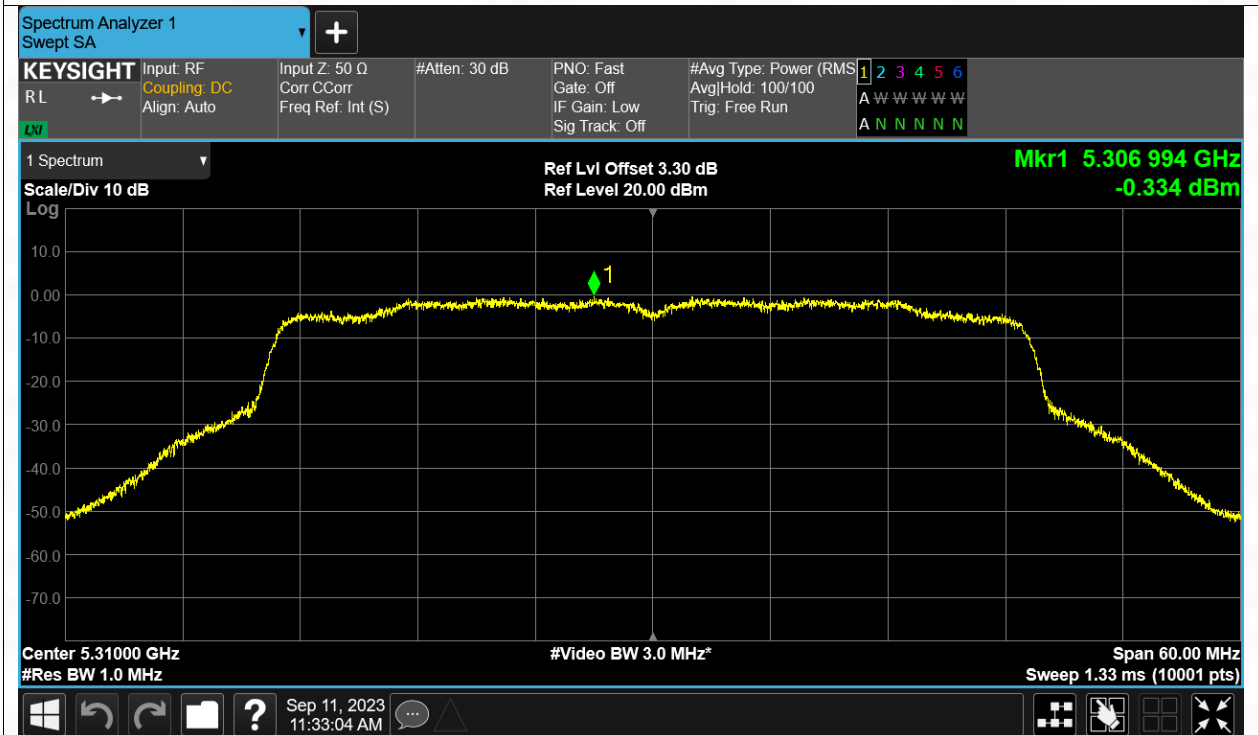 Spectrum Analyzer 1
Swept SA
+
KEYSIGHT
R L
LXI
Input: RF
Coupling: DC
Align: Auto
Input Z: 50 Ω
Corr CCorr
Freq Ref: Int (S)
#Atten: 30 dB
PNO: Fast
Gate: Off
IF Gain: Low
Sig Track: Off
#Avg Type: Power (RMS
Avg|Hold: 100/100
Trig: Free Run
1 2 3 4 5 6
A W W W W W
A N N N N N
1 Spectrum
Scale/Div 10 dB
Log
Ref Lvl Offset 3.30 dB
Ref Level 20.00 dBm
Mkr1 5.306 994 GHz
-0.334 dBm
1
10.0
0.00
-10.0
-20.0
-30.0
-40.0
-50.0
-60.0
-70.0
Center 5.31000 GHz
#Video BW 3.0 MHz*
Span 60.00 MHz
#Res BW 1.0 MHz
Sweep 1.33 ms (10001 pts)
?
Sep 11, 2023
11:33:04 AM